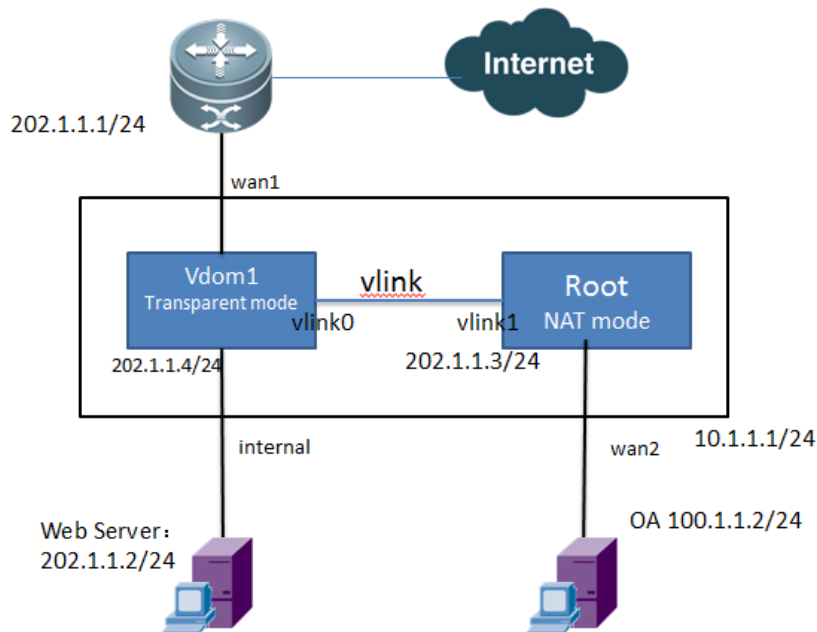 Internet
202.1.1.1/24
wan1
Vdom1
Transparent mode
vlink
Root
NAT mode
vlink0
vlink1
202.1.1.4/24
202.1.1.3/24
internal
wan2
10.1.1.1/24
Web Server：
202.1.1.2/24
OA 100.1.1.2/24